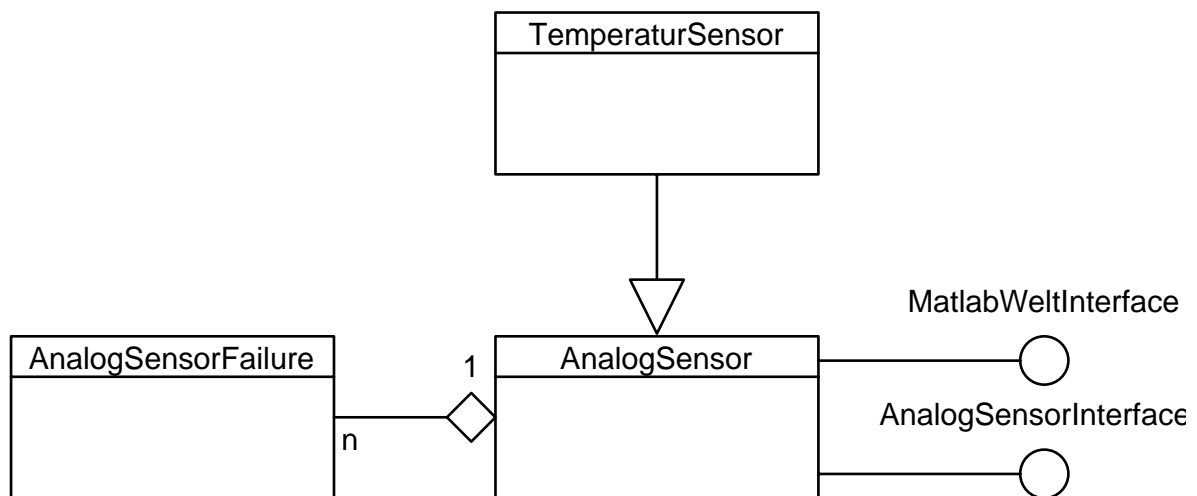 TemperaturSensor
MatlabWeltInterface
AnalogSensorFailure
1
AnalogSensor
AnalogSensorInterface
n